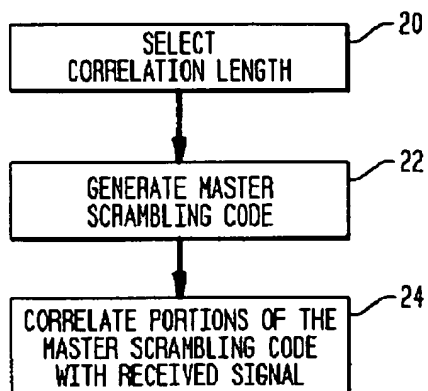 20
SELECT
CORRELATION LENGTH
22
GENERATE MASTER
SCRAMBLING CODE
24
CORRELATE PORTIONS OF THE
MASTER SCRAMBLING CODE
WITH RECEIVED SIGNAL